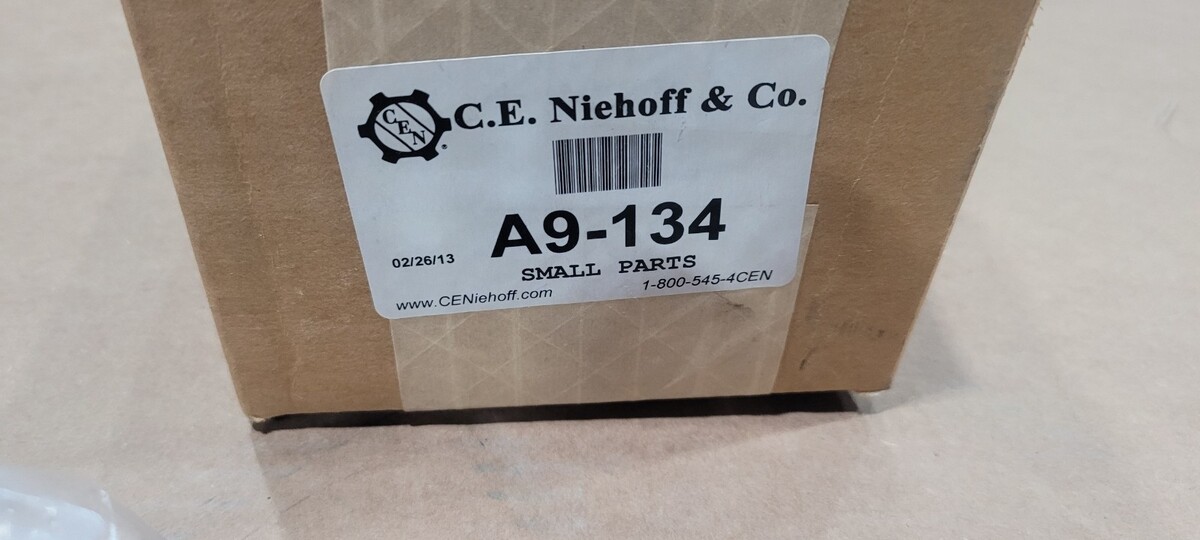 CEN®
C.E. Niehoff & Co.
A9-134
02/26/13
SMALL PARTS
www.CENiehoff.com
1-800-545-4CEN